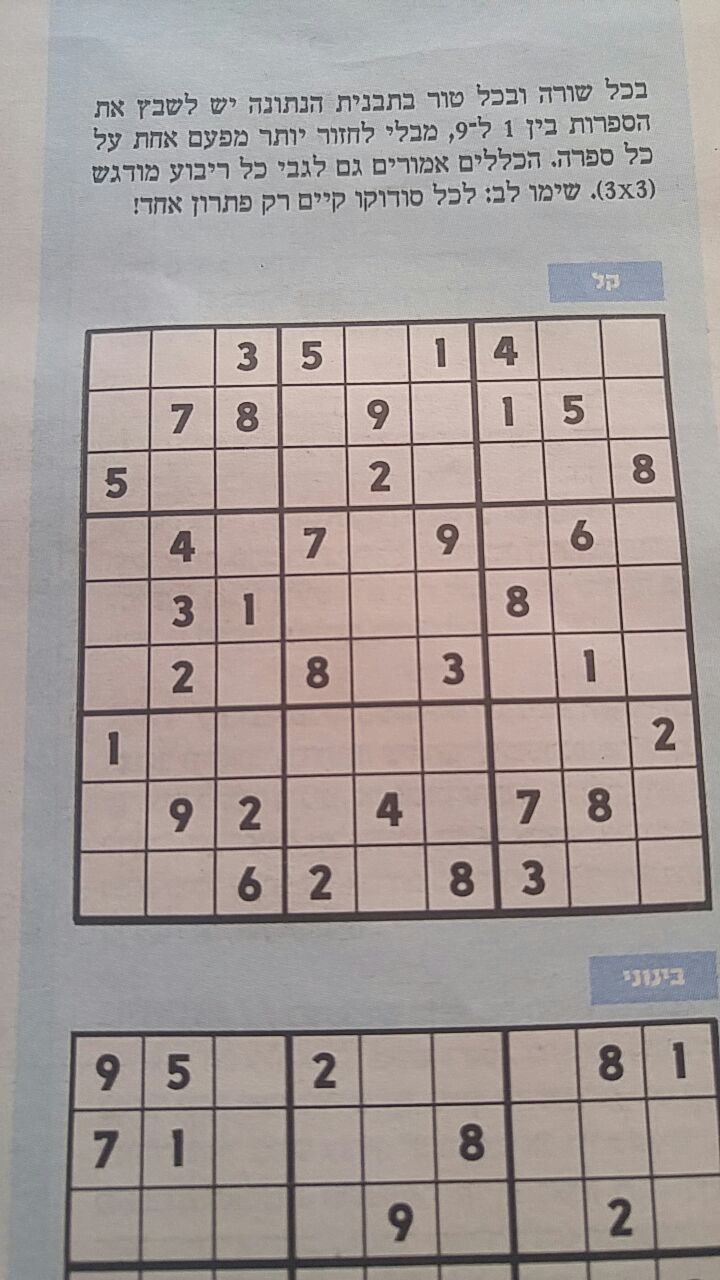 בכל שורה ובכל טור בתבנית הנתונה יש לשבץ את
הספרות בין 1 ל־9, מבלי לחזור יותר מפעם אחת על
כל ספרה. הכללים אמורים גם לגבי כל ריבוע מודגש
(3x3). שימו לב: לכל סודוקו קיים רק פתרון אחד!
קל
3 5 1 4
7 8 9 1 5
5 2 8
4 7 9 6
3 1 8
2 8 3 1
1 2
9 2 4 7 8
6 2 8 3
בינוני
9 5 2 8 1
7 1 8
9 2